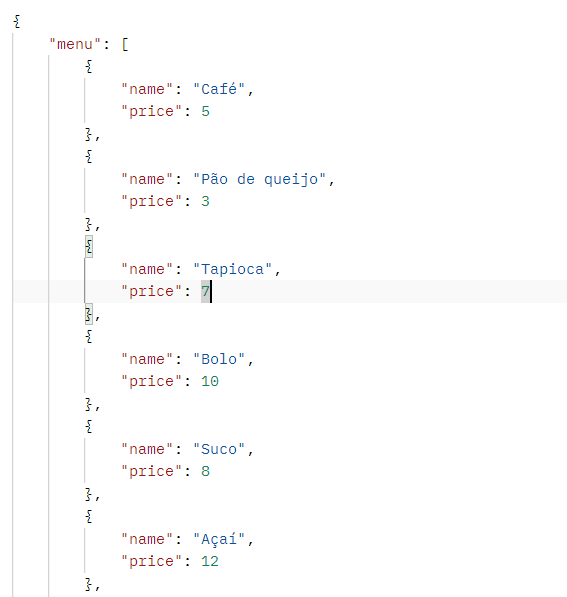 {
"menu": [
{
"name": "Café",
"price": 5
},
{
"name": "Pão de queijo",
"price": 3
},
{
"name": "Tapioca",
"price": 7
},
{
"name": "Bolo",
"price": 10
},
{
"name": "Suco",
"price": 8
},
{
"name": "Açaí",
"price": 12
},